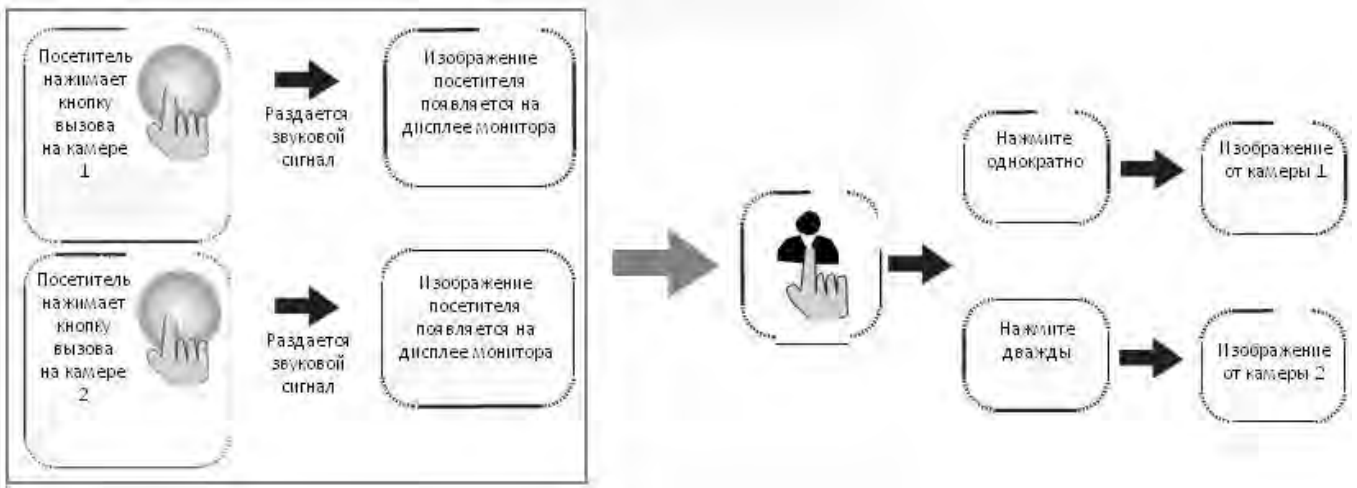 Посетитель
нажимает
кнопку
вызова
на камере
1
Раздается
звуковой
сигнал
Изображение
посетителя
появляется на
дисплее монитора
Посетитель
нажимает
кнопку
вызова
на камере
2
Раздается
звуковой
сигнал
Изображение
посетителя
появляется на
дисплее монитора
Нажмите
однократно
Изображение
от камеры 1
Нажмите
дважды
Изображение
от камеры 2